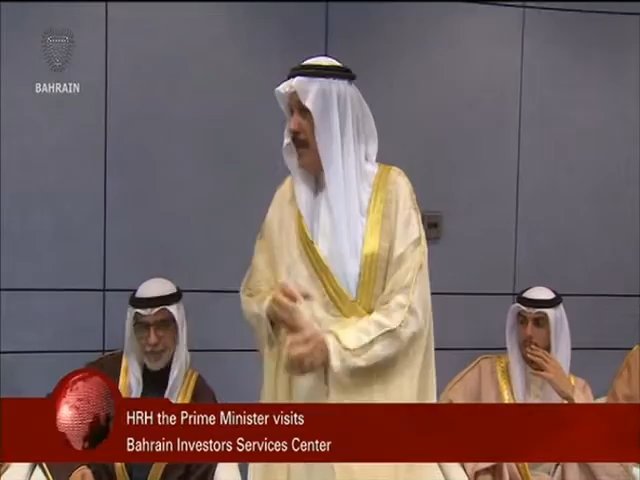 BAHRAIN
HRH the Prime Minister visits
Bahrain Investors Services Center